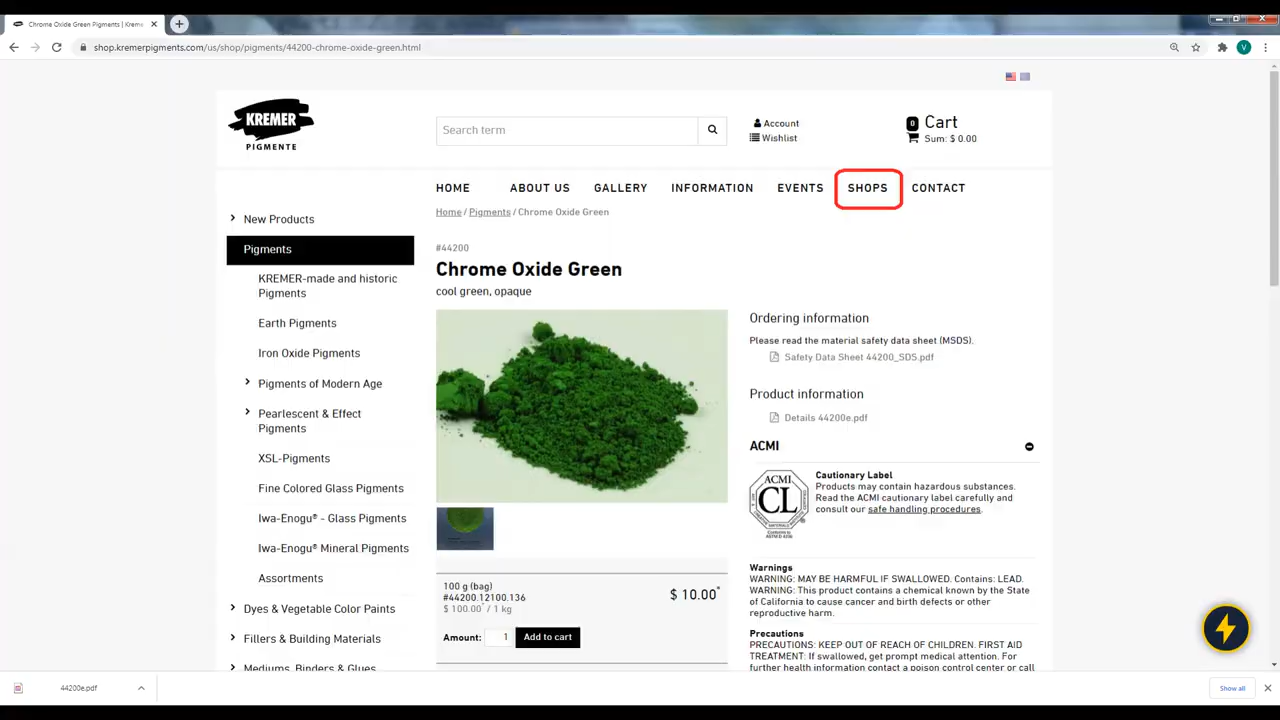 Chrome Oxide Green Pigments | Kreme
shop.kremerpigments.com/us/shop/pigments/44200-chrome-oxide-green.html
V
KREMER
PIGMENTE
Search term
Account
Wishlist
0
Cart
Sum: $ 0.00
HOME
ABOUT US
GALLERY
INFORMATION
EVENTS
SHOPS
CONTACT
Home / Pigments / Chrome Oxide Green
New Products
Pigments
KREMER-made and historic
Pigments
Earth Pigments
Iron Oxide Pigments
Pigments of Modern Age
Pearlescent & Effect
Pigments
XSL-Pigments
Fine Colored Glass Pigments
Iwa-Enogu® - Glass Pigments
Iwa-Enogu® Mineral Pigments
Assortments
Dyes & Vegetable Color Paints
Fillers & Building Materials
Mediums, Binders & Glues
#44200
Chrome Oxide Green
cool green, opaque
100 g (bag)
#44200.12100.136
$ 100.00* / 1 kg
$ 10.00*
Amount:
1
Add to cart
Ordering information
Please read the material safety data sheet (MSDS).
Safety Data Sheet 44200_SDS.pdf
Product information
Details 44200e.pdf
ACMI
ACMI
CL
Cautionary Label
Products may contain hazardous substances.
Read the ACMI cautionary label carefully and
consult our safe handling procedures.
Warnings
WARNING: MAY BE HARMFUL IF SWALLOWED. Contains: LEAD.
WARNING: This product contains a chemical known by the State
of California to cause cancer and birth defects or other
reproductive harm.
Precautions
PRECAUTIONS: KEEP OUT OF REACH OF CHILDREN. FIRST AID
TREATMENT: If swallowed, get prompt medical attention. For
further health information contact a poison control center or call
44200e.pdf
Show all